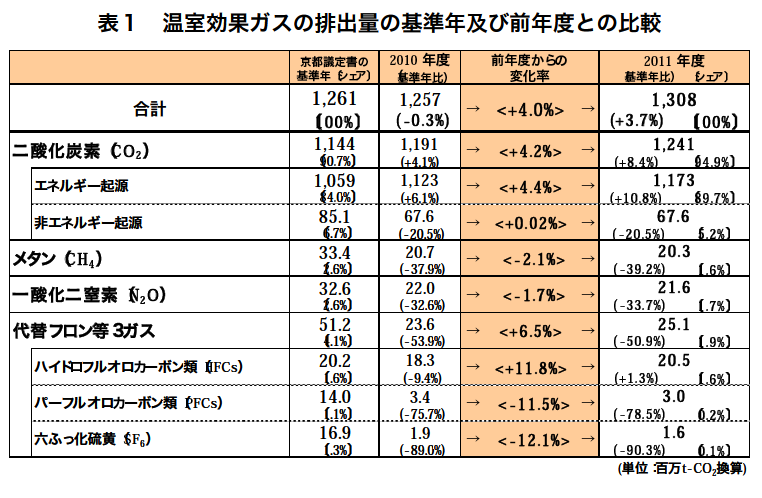 表１　温室効果ガスの排出量の基準年及び前年度との比較
京都議定書の 2010 年度 前年度からの 2011 年度
基準年〔シェア〕 (基準年比) 変化率 (基準年比) 〔シェア〕
合計 1,261 1,257 → <+4.0%> → 1,308
〔100%〕 (-0.3%) (+3.7%) 〔100%〕
二酸化炭素（CO2） 1,144 1,191 → <+4.2%> → 1,241
〔90.7%〕 (+4.1%) (+8.4%) 〔94.9%〕
エネルギー起源 1,059 1,123 → <+4.4%> → 1,173
〔84.0%〕 (+6.1%) (+10.8%) 〔89.7%〕
非エネルギー起源 85.1 67.6 → <+0.02%> → 67.6
〔6.7%〕 (-20.5%) (-20.5%) 〔5.2%〕
メタン（CH4） 33.4 20.7 → <-2.1%> → 20.3
〔2.6%〕 (-37.9%) (-39.2%) 〔1.6%〕
一酸化二窒素（N2O） 32.6 22.0 → <-1.7%> → 21.6
〔2.6%〕 (-32.6%) (-33.7%) 〔1.7%〕
代替フロン等3ガス 51.2 23.6 → <+6.5%> → 25.1
〔4.1%〕 (-53.9%) (-50.9%) 〔1.9%〕
ハイドロフルオロカーボン類（HFCs） 20.2 18.3 → <+11.8%> → 20.5
〔1.6%〕 (-9.4%) (+1.3%) 〔1.6%〕
パーフルオロカーボン類（PFCs） 14.0 3.4 → <-11.5%> → 3.0
〔1.1%〕 (-75.7%) (-78.5%) 〔0.2%〕
六ふっ化硫黄（SF6） 16.9 1.9 → <-12.1%> → 1.6
〔1.3%〕 (-89.0%) (-90.3%) 〔0.1%〕
(単位：百万t-CO2換算)